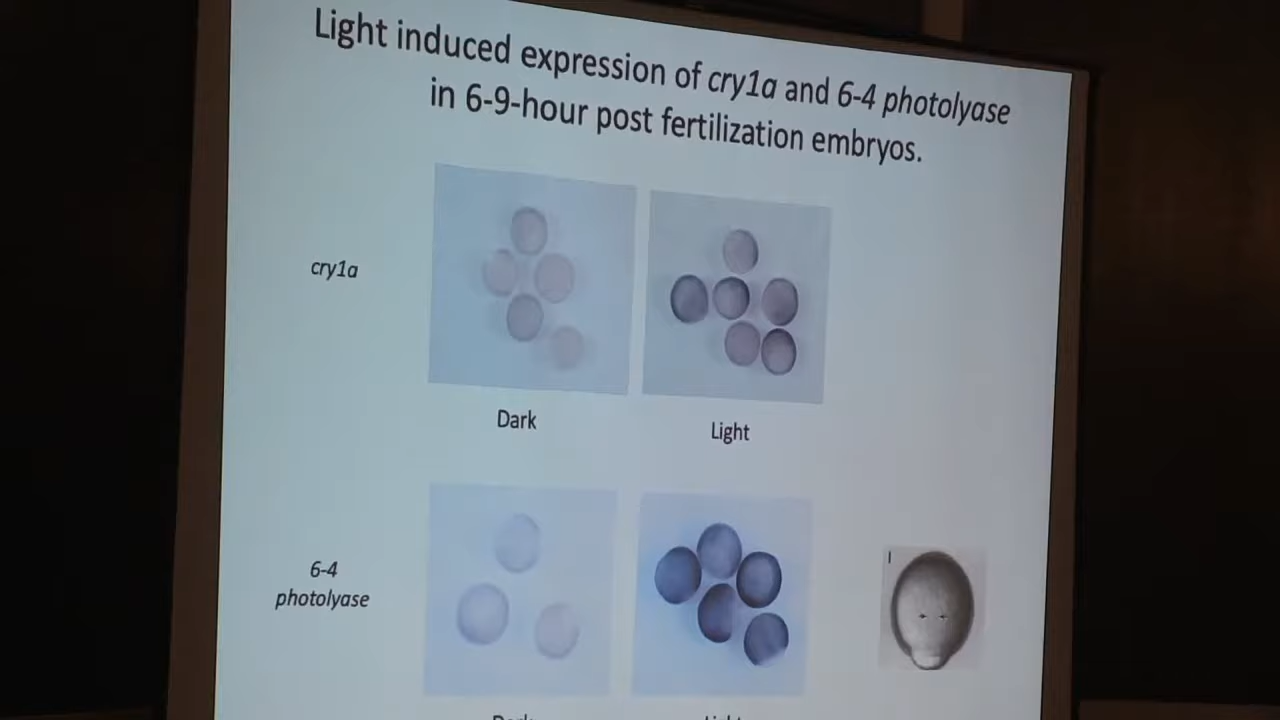 Light induced expression of cry1a and 6-4 photolyase
in 6-9-hour post fertilization embryos.
cry1a
Dark
Light
6-4
photolyase
I